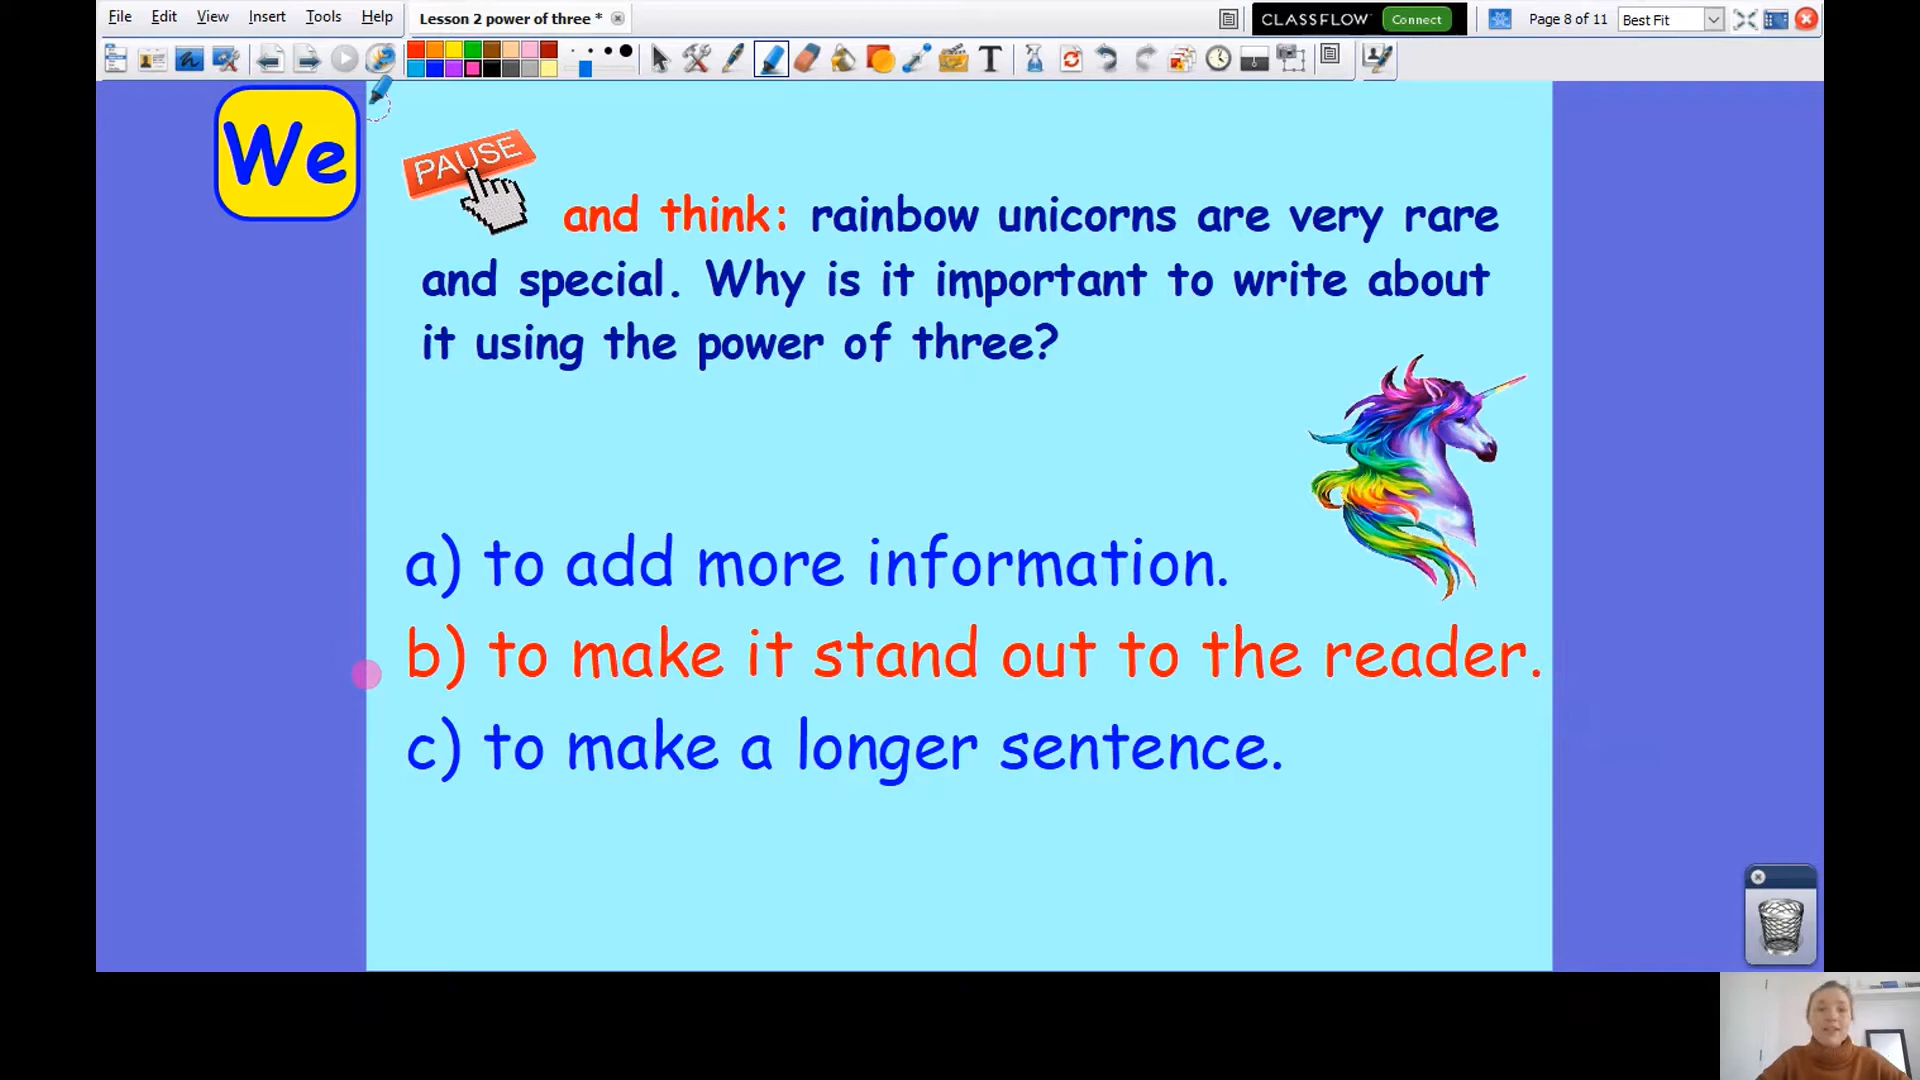 File Edit View Insert Tools Help
Lesson 2 power of three *
CLASSFLOW Connect
Page 8 of 11
Best Fit
We
PAUSE
and think: rainbow unicorns are very rare
and special. Why is it important to write about
it using the power of three?
a) to add more information.
b) to make it stand out to the reader.
c) to make a longer sentence.